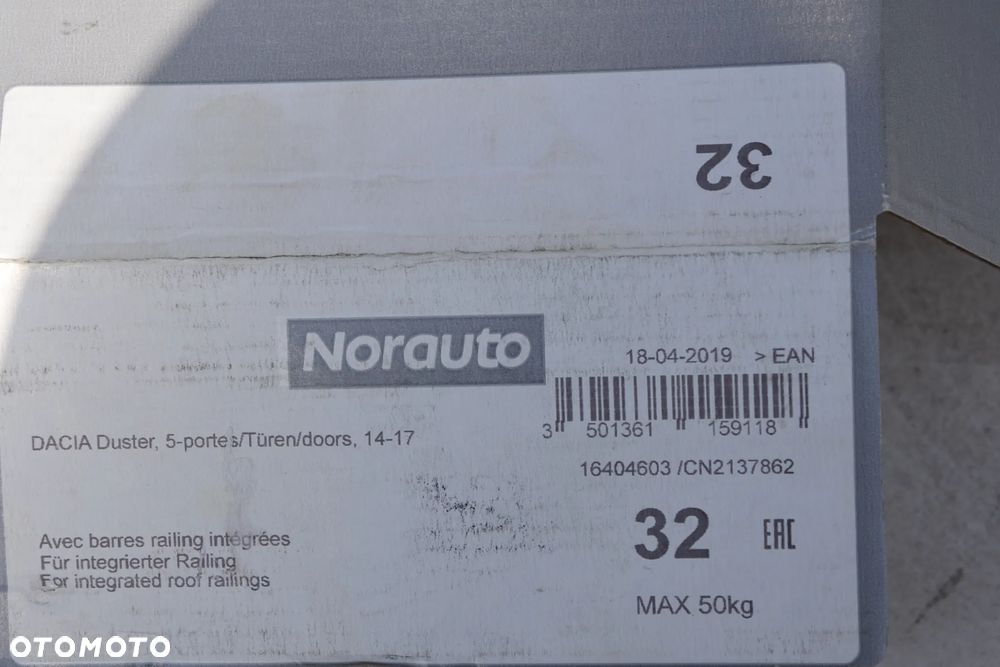 32
Norauto
18-04-2019 > EAN
3 501361 159118
DACIA Duster, 5-portes/Türen/doors, 14-17
16404603 /CN2137862
32 EAC
Avec barres railing intégrées
Für integrierter Railing
For integrated roof railings
MAX 50kg
OTOMOTO